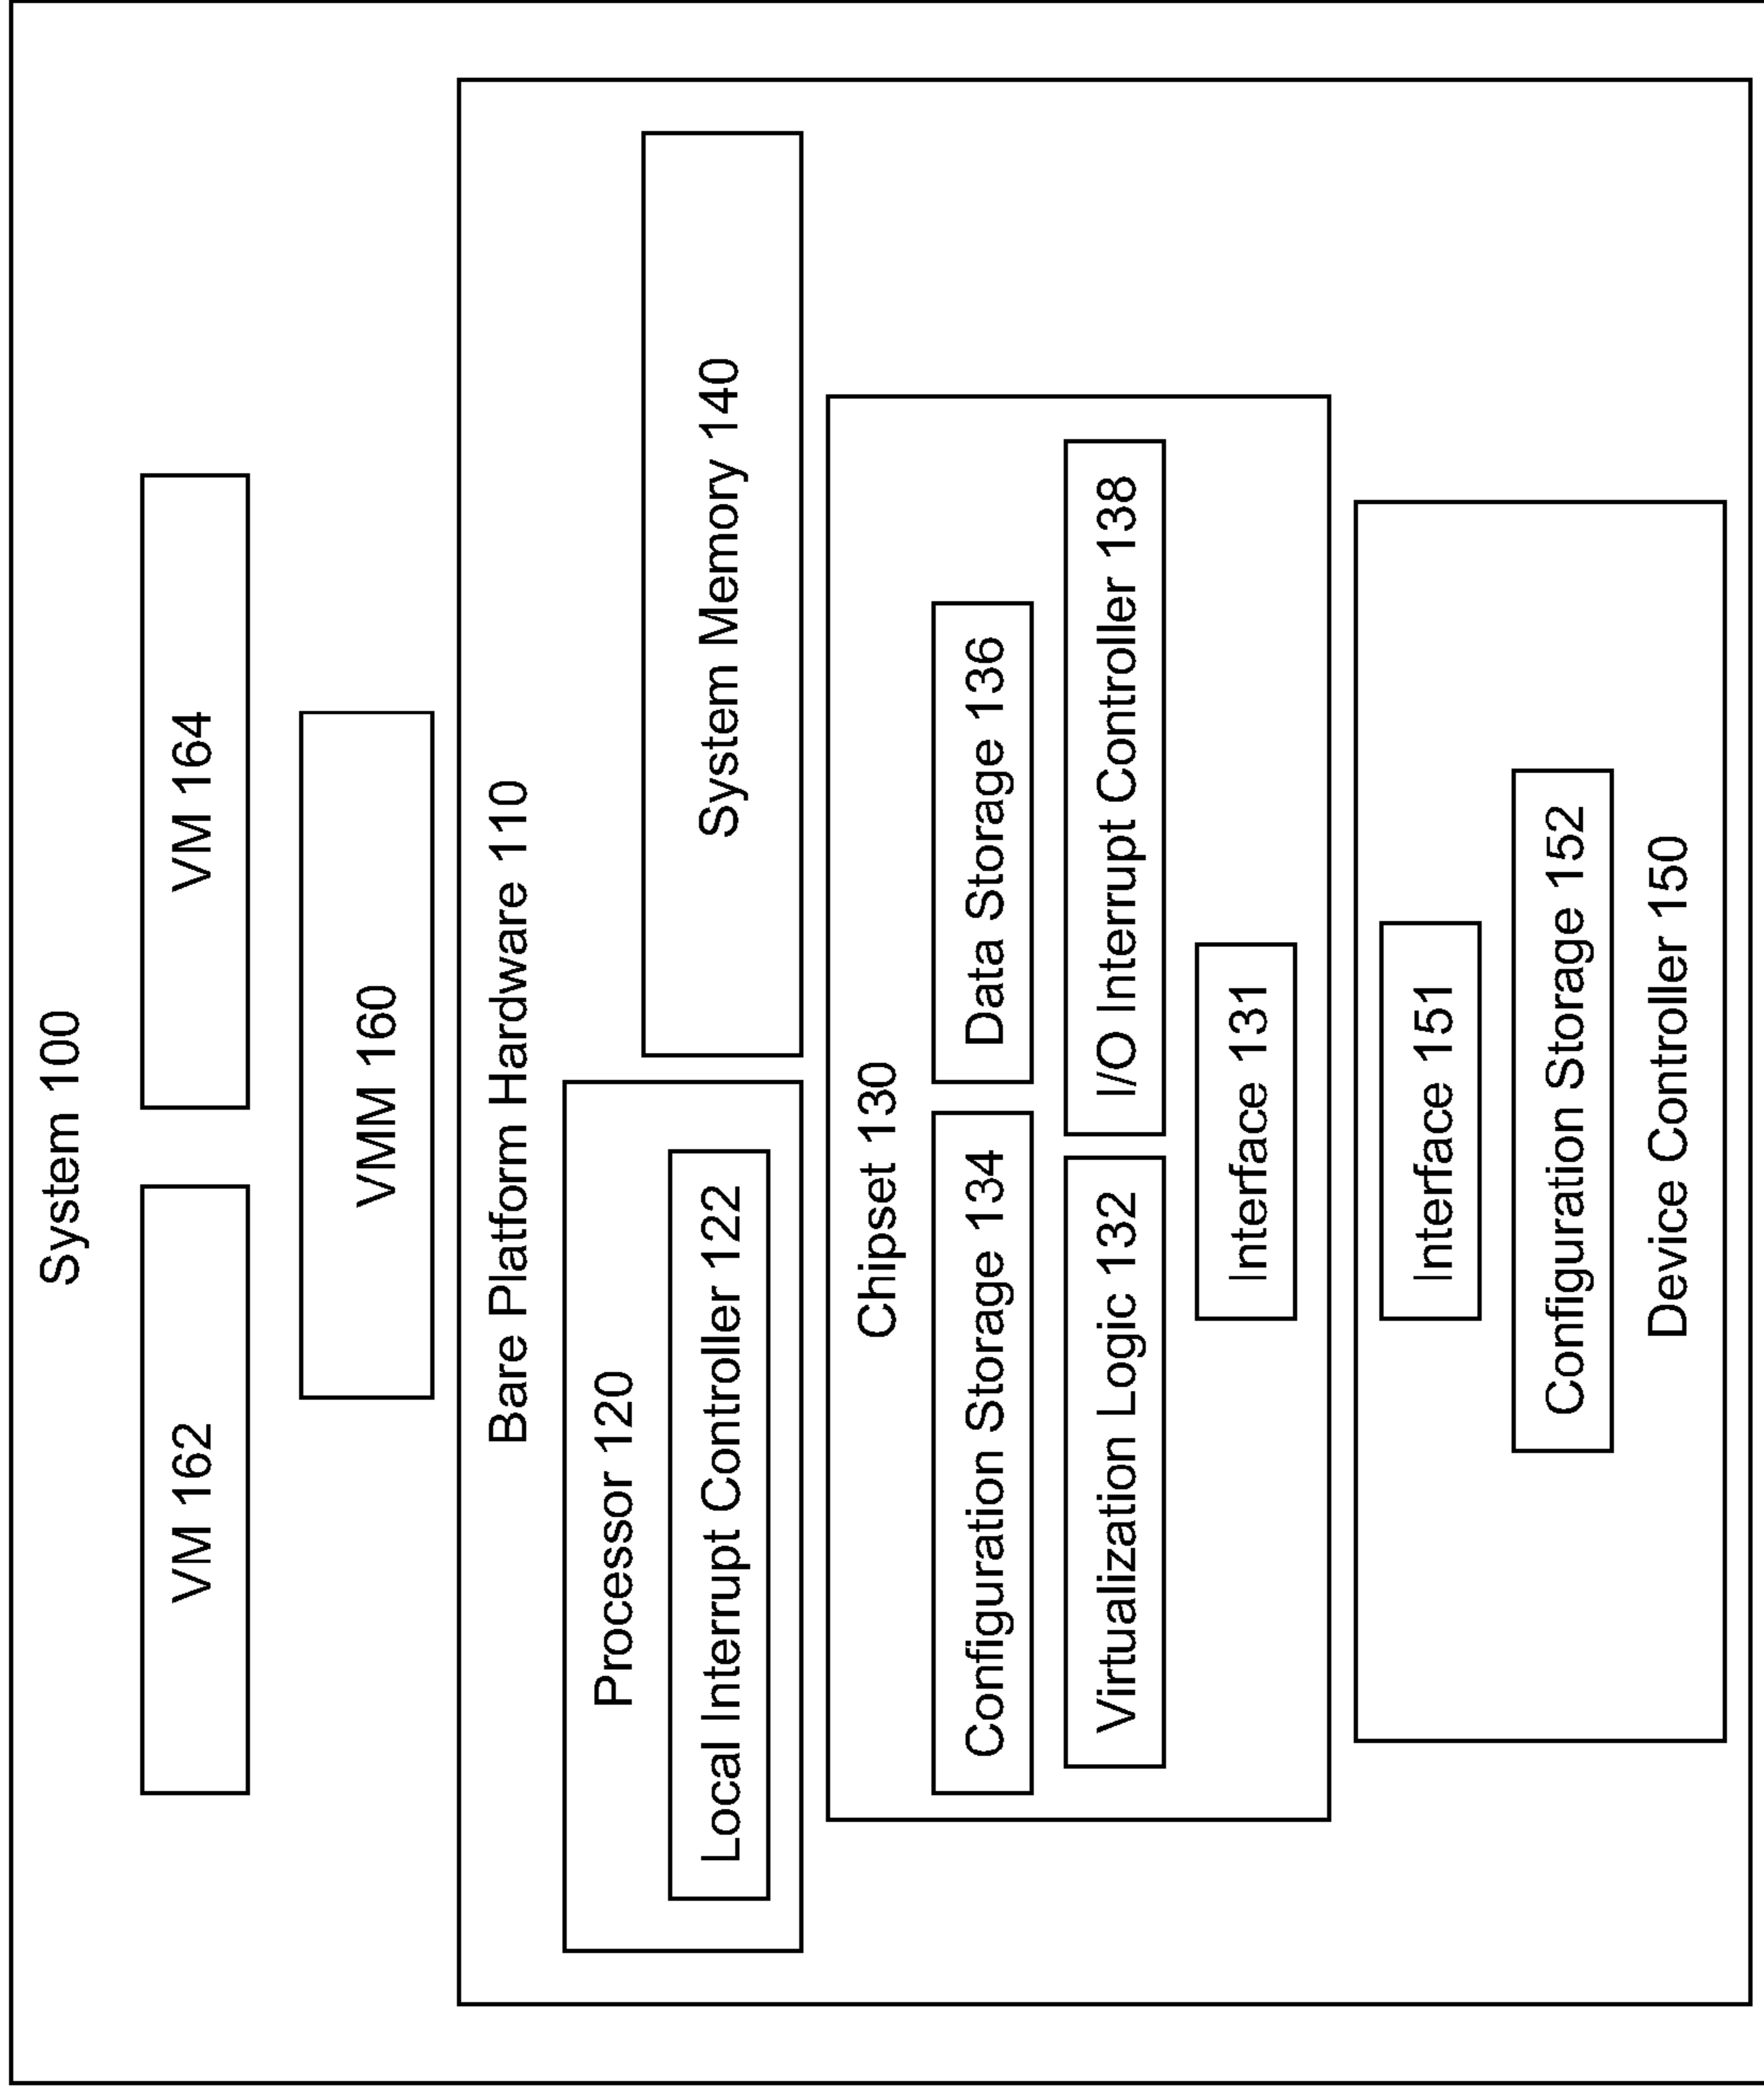 System 100
VM 162
VM 164
VMM 160
Bare Platform Hardware 110
Processor 120
Local Interrupt Controller 122
System Memory 140
Chipset 130
Configuration Storage 134
Data Storage 136
Virtualization Logic 132
I/O Interrupt Controller 138
Interface 131
Interface 151
Configuration Storage 152
Device Controller 150